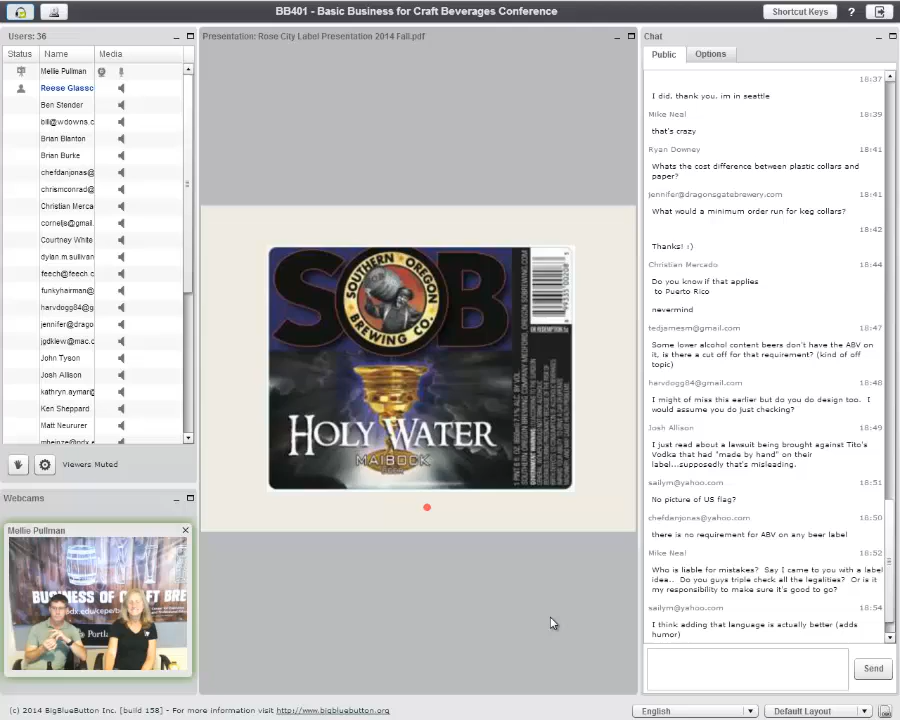 BB401 - Basic Business for Craft Beverages Conference
Shortcut Keys
?
Users: 36
Status Name Media
Mellie Pullman
Reese Glassc
Ben Stender
bill@wdowns.c
Brian Blanton
Brian Burke
chefdanjonas@
chrismconrad@
Christian Merca
corneljs@gmail.
Courtney White
dylan.m.sullivan
feech@feech.c
funkyhairman@
harvdogg84@g
jennifer@drago
jgdklew@mac.c
John Tyson
Josh Allison
kathryn.aymar@
Ken Sheppard
Matt Neururer
Viewers Muted
Webcams
Mellie Pullman
BUSINESS OF CRAFT BRE
pdx.edu/cepe/b
Portla
Presentation: Rose City Label Presentation 2014 Fall.pdf
SOB
SOUTHERN OREGON
BREWING CO.
HOLY WATER
MAIBOCK
Chat
Public Options
18:37
I did, thank you. im in seattle
Mike Neal 18:39
that's crazy
Ryan Downey 18:41
Whats the cost difference between plastic collars and
paper?
jennifer@dragonsgatebrewery.com 18:41
What would a minimum order run for keg collars?
18:42
Thanks! :)
Christian Mercado 18:44
Do you know if that applies
to Puerto Rico
nevermind
tedjamesm@gmail.com 18:47
Some lower alcohol content beers don't have the ABV on
it, is there a cut off for that requirement? (kind of off
topic)
harvdogg84@gmail.com 18:48
I might of miss this earlier but do you do design too. I
would assume you do just checking?
Josh Allison 18:49
I just read about a lawsuit being brought against Tito's
Vodka that had "made by hand" on their
label...supposedly that's misleading.
sailym@yahoo.com 18:51
No picture of US flag?
chefdanjonas@yahoo.com 18:50
there is no requirement for ABV on any beer label
Mike Neal 18:52
Who is liable for mistakes? Say I came to you with a label
idea... Do you guys triple check all the legalities? Or is it
my responsibility to make sure it's good to go?
sailym@yahoo.com 18:54
I think adding that language is actually better (adds
humor)
Send
(c) 2014 BigBlueButton Inc. [build 158] - For more information visit http://www.bigbluebutton.org
English
Default Layout